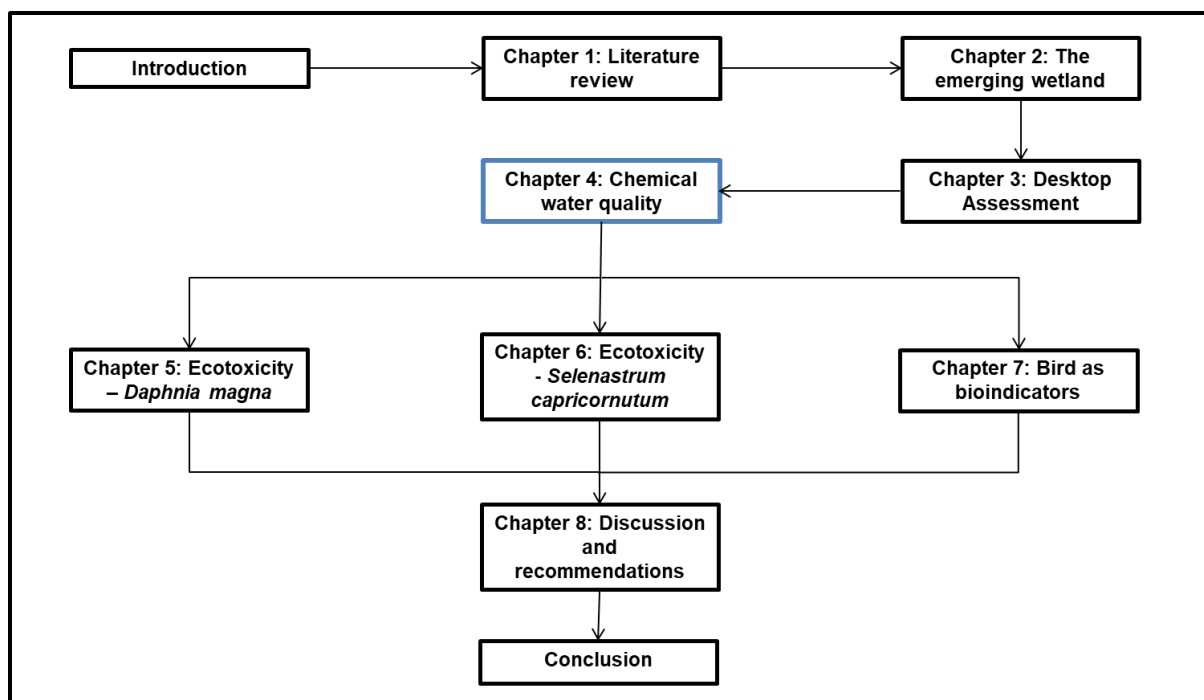 Introduction
Chapter 1: Literature
review
Chapter 2: The
emerging wetland
Chapter 3: Desktop
Assessment
Chapter 4: Chemical
water quality
Chapter 5: Ecotoxicity
– Daphnia magna
Chapter 6: Ecotoxicity
- Selenastrum
capricornutum
Chapter 7: Bird as
bioindicators
Chapter 8: Discussion
and
recommendations
Conclusion